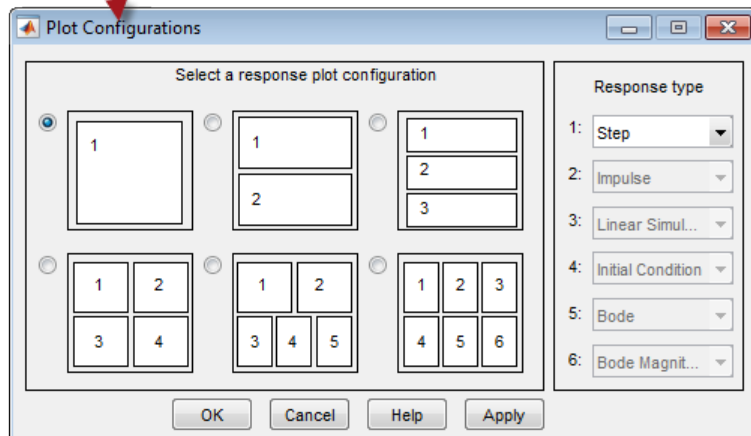 Plot Configurations
Select a response plot configuration
1
1
2
1
2
3
1 2
3 4
1 2
3 4 5
1 2 3
4 5 6
Response type
1: Step
2: Impulse
3: Linear Simul...
4: Initial Condition
5: Bode
6: Bode Magnit...
OK Cancel Help Apply